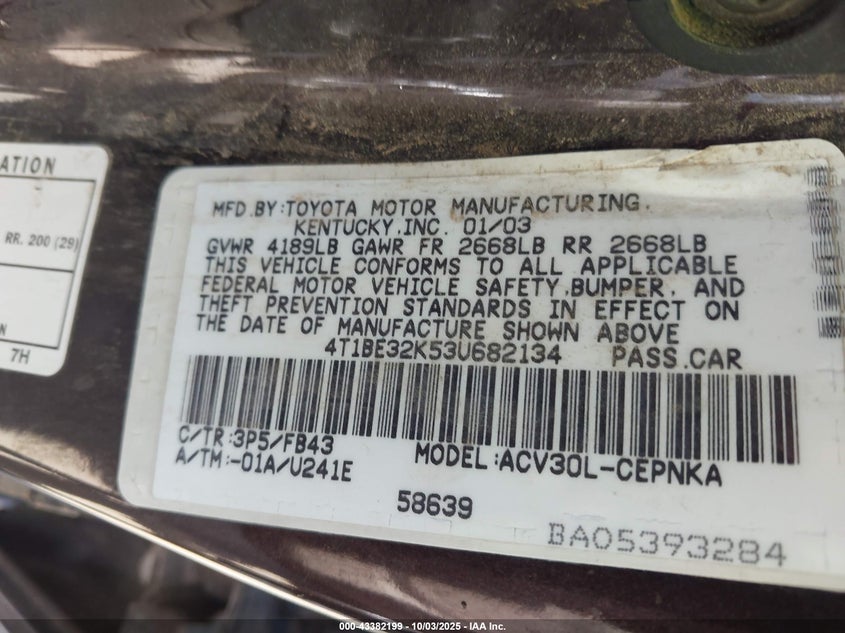 ATION
RR. 200 (29)
N
7H
MFD.BY:TOYOTA MOTOR MANUFACTURING.
KENTUCKY.INC. 01/03
GVWR 4189LB GAWR FR 2668LB RR 2668LB
THIS VEHICLE CONFORMS TO ALL APPLICABLE
FEDERAL MOTOR VEHICLE SAFETY.BUMPER. AND
THEFT PREVENTION STANDARDS IN EFFECT ON
THE DATE OF MANUFACTURE SHOWN ABOVE
4T1BE32K53U682134 PASS.CAR
C/TR:3P5/FB43
A/TM:-01A/U241E
MODEL:ACV30L-CEPNKA
58639
BA05393284
000-43382199 - 10/03/2025 - IAA Inc.